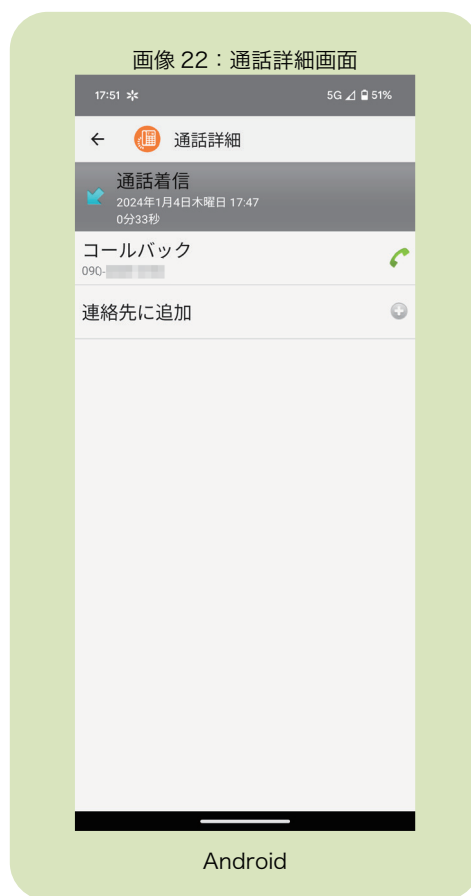 画像 22：通話詳細画面
17:51 5G 51%
通話詳細
通話着信
2024年1月4日木曜日 17:47
0分33秒
コールバック
090-
連絡先に追加
Android